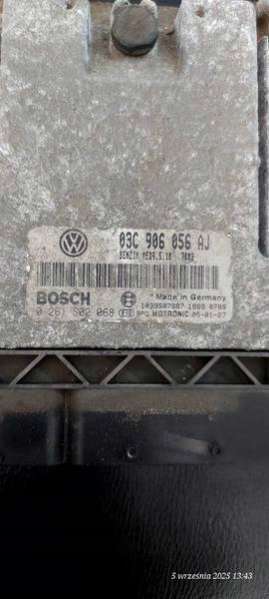 03C 906 056 AJ
BOSCH
Made in Germany
0 261 S02 068
MOTRONIC
5 września 2025 13:43